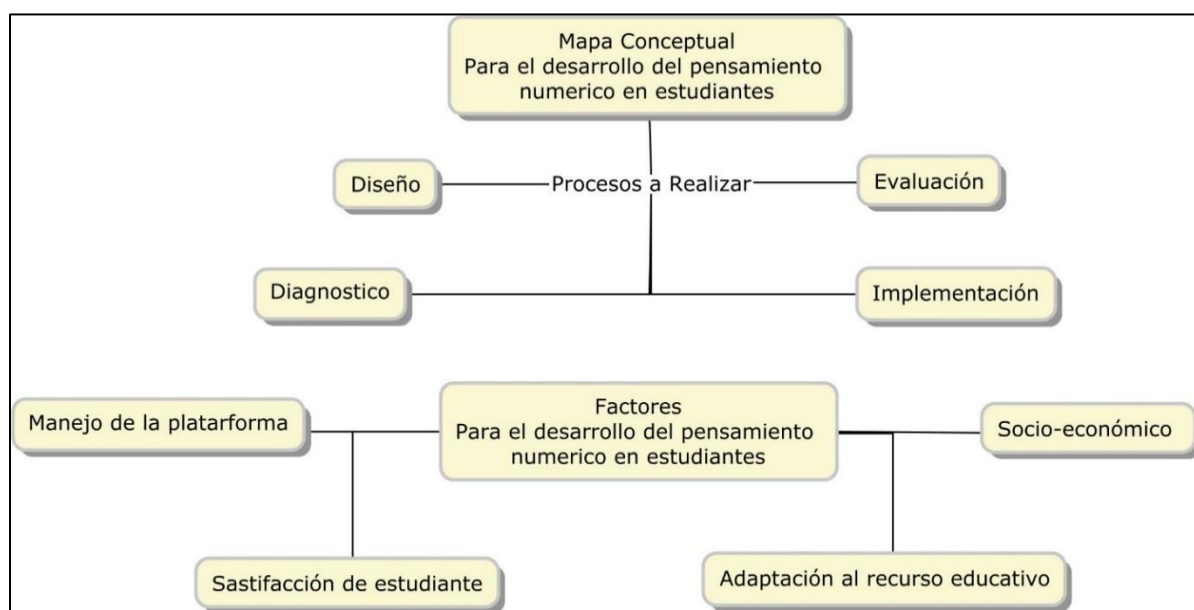 Mapa Conceptual
Para el desarrollo del pensamiento
numerico en estudiantes
Diseño
Procesos a Realizar
Evaluación
Diagnostico
Implementación
Manejo de la platarforma
Factores
Para el desarrollo del pensamiento
numerico en estudiantes
Socio-económico
Sastifacción de estudiante
Adaptación al recurso educativo